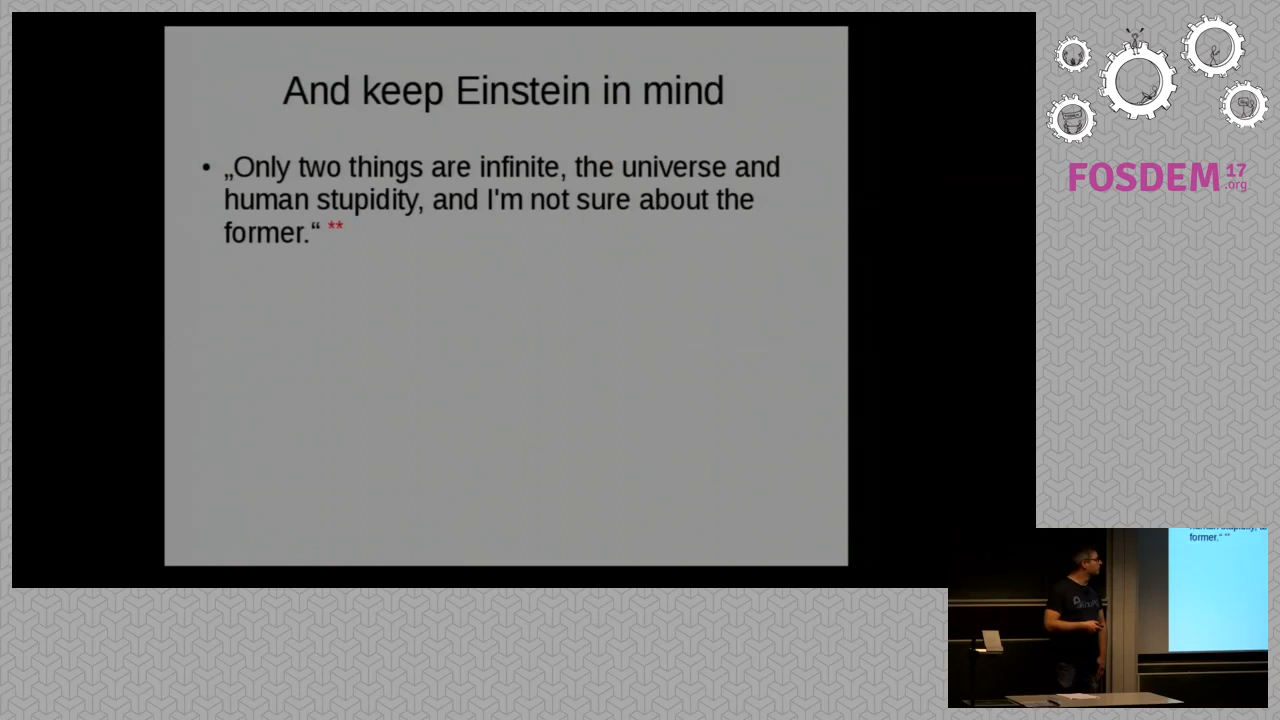 And keep Einstein in mind
• „Only two things are infinite, the universe and
human stupidity, and I'm not sure about the
former.“ **
FOSDEM 17
.org
former.“ **